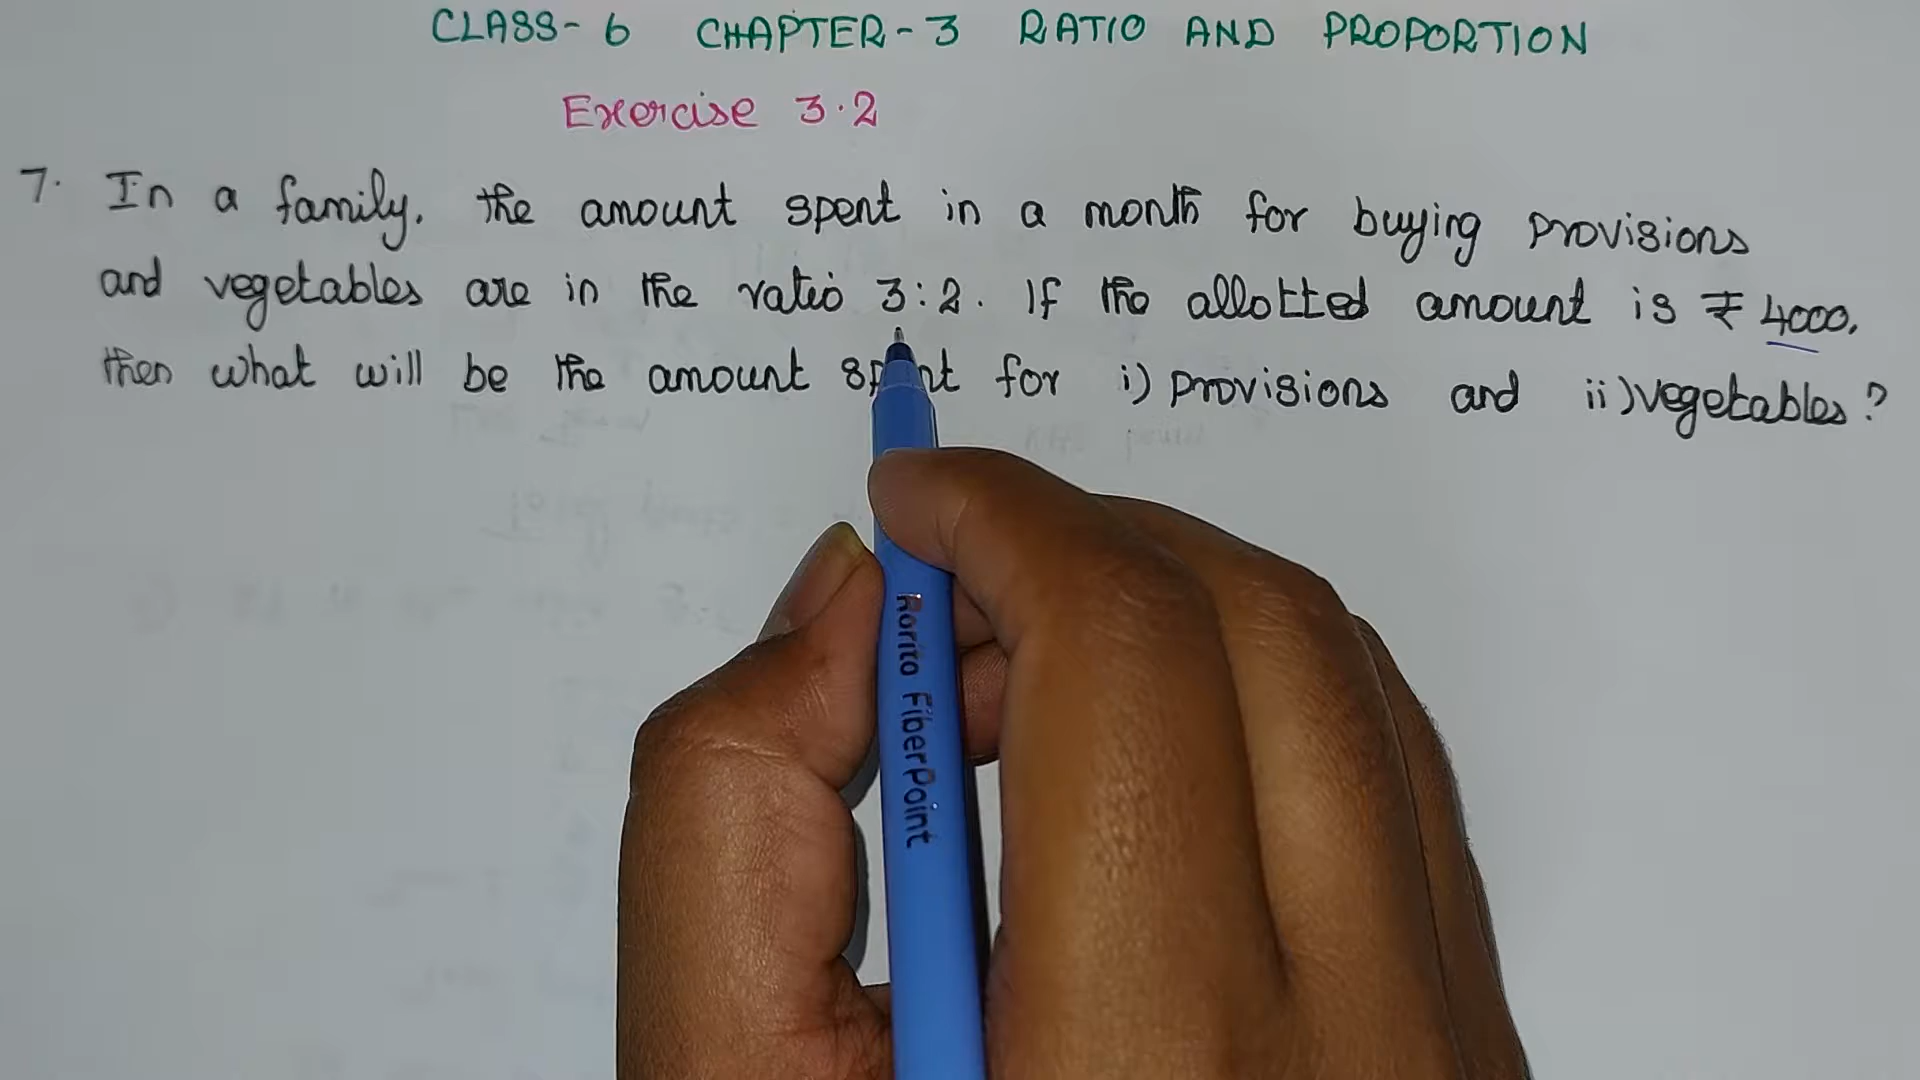 CLASS- 6 CHAPTER-3 RATIO AND PROPORTION
Exercise 3.2
7. In a family, the amount spent in a month for buying provisions
and vegetables are in the ratio 3:2. If the allotted amount is ₹ 4000,
then what will be the amount spent for i) provisions and ii) vegetables?
Rorito FiberPoint